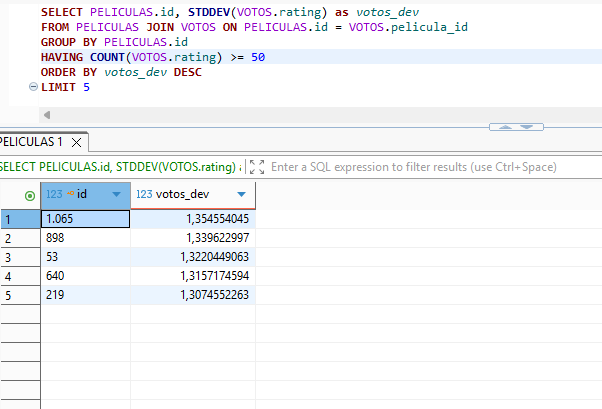 SELECT PELICULAS.id, STDDEV(VOTOS.rating) as votos_dev
FROM PELICULAS JOIN VOTOS ON PELICULAS.id = VOTOS.pelicula_id
GROUP BY PELICULAS.id
HAVING COUNT(VOTOS.rating) >= 50
ORDER BY votos_dev DESC
LIMIT 5
PELICULAS 1
SELECT PELICULAS.id, STDDEV(VOTOS.rating) a Enter a SQL expression to filter results (use Ctrl+Space)
123 id 123 votos_dev
1 1.065 1,354554045
2 898 1,339622997
3 53 1,3220449063
4 640 1,3157174594
5 219 1,3074552263